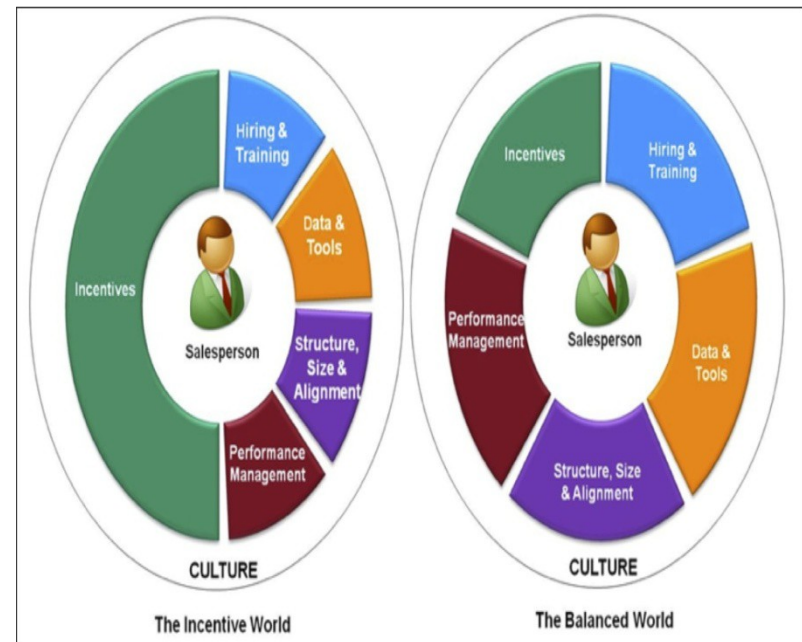 Hiring &
Training
Data &
Tools
Incentives
Salesperson
Structure,
Size &
Alignment
Performance
Management
CULTURE
The Incentive World
Incentives
Hiring &
Training
Performance
Management
Salesperson
Data &
Tools
Structure, Size
& Alignment
CULTURE
The Balanced World